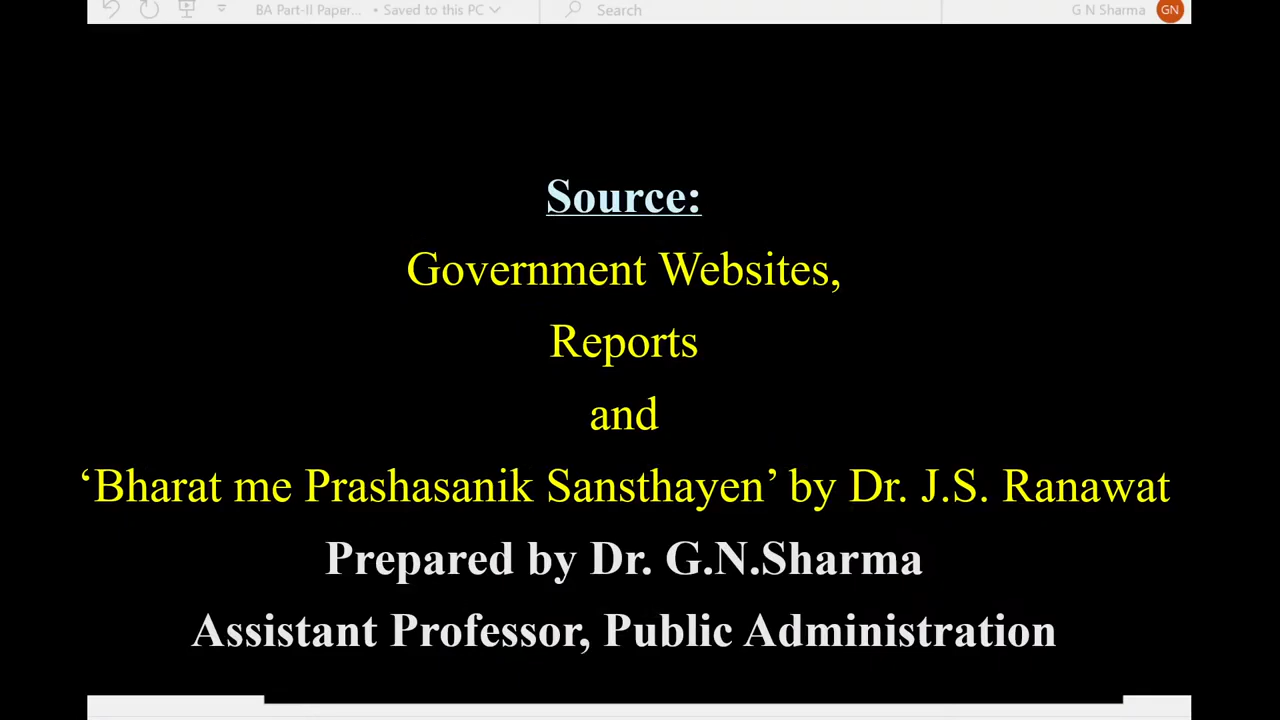 BA Part-II Paper... • Saved to this PC Search G N Sharma GN
Source:
Government Websites,
Reports
and
‘Bharat me Prashasanik Sansthayen’ by Dr. J.S. Ranawat
Prepared by Dr. G.N.Sharma
Assistant Professor, Public Administration